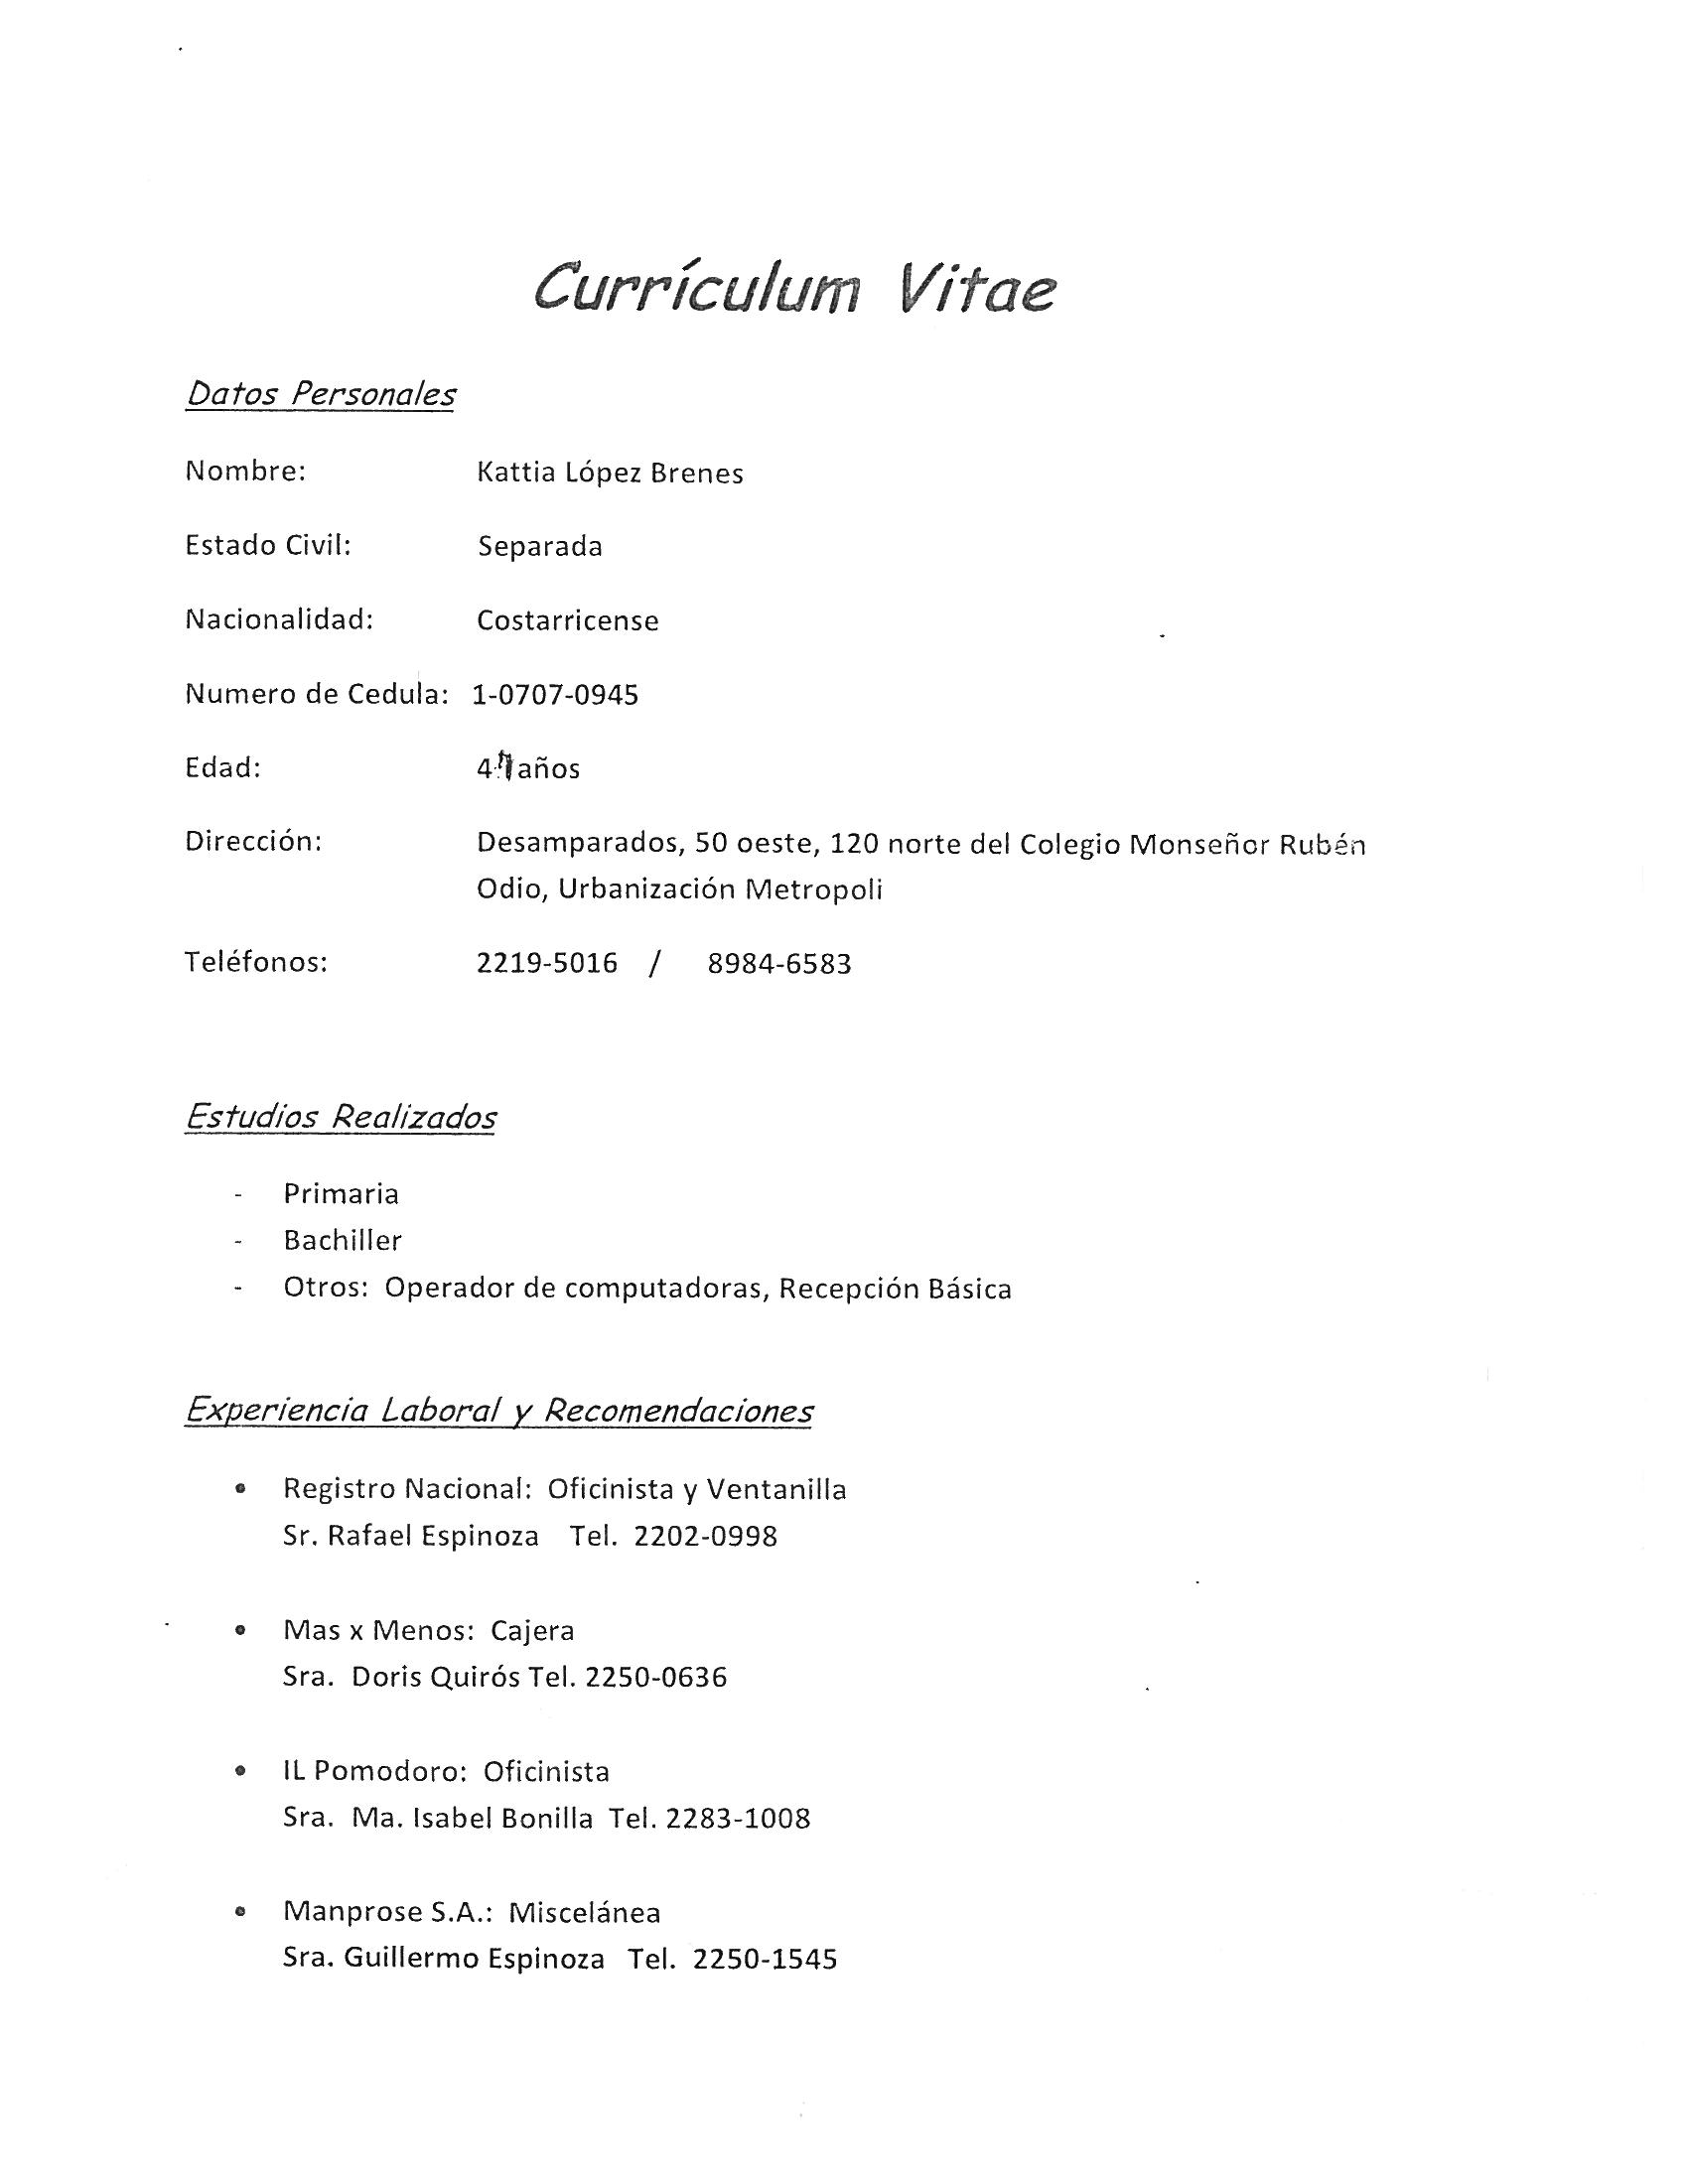 Currículum Vitae
Datos Personales
Nombre: Kattia López Brenes
Estado Civil: Separada
Nacionalidad: Costarricense
Numero de Cedula: 1-0707-0945
Edad: años
Dirección: Desamparados, 50 oeste, 120 norte del Colegio Monseñor Rubén
Odio, Urbanización Metropoli
Teléfonos: 2219-5016 / 8984-6583
Estudios Realizados
- Primaria
- Bachiller
- Otros: Operador de computadoras, Recepción Básica
Experiencia Laboral y Recomendaciones
• Registro Nacional: Oficinista y Ventanilla
Sr. Rafael Espinoza Tel. 2202-0998
• Mas x Menos: Cajera
Sra. Doris Quirós Tel. 2250-0636
• IL Pomodoro: Oficinista
Sra. Ma. Isabel Bonilla Tel. 2283-1008
• Manprose S.A.: Miscelánea
Sra. Guillermo Espinoza Tel. 2250-1545